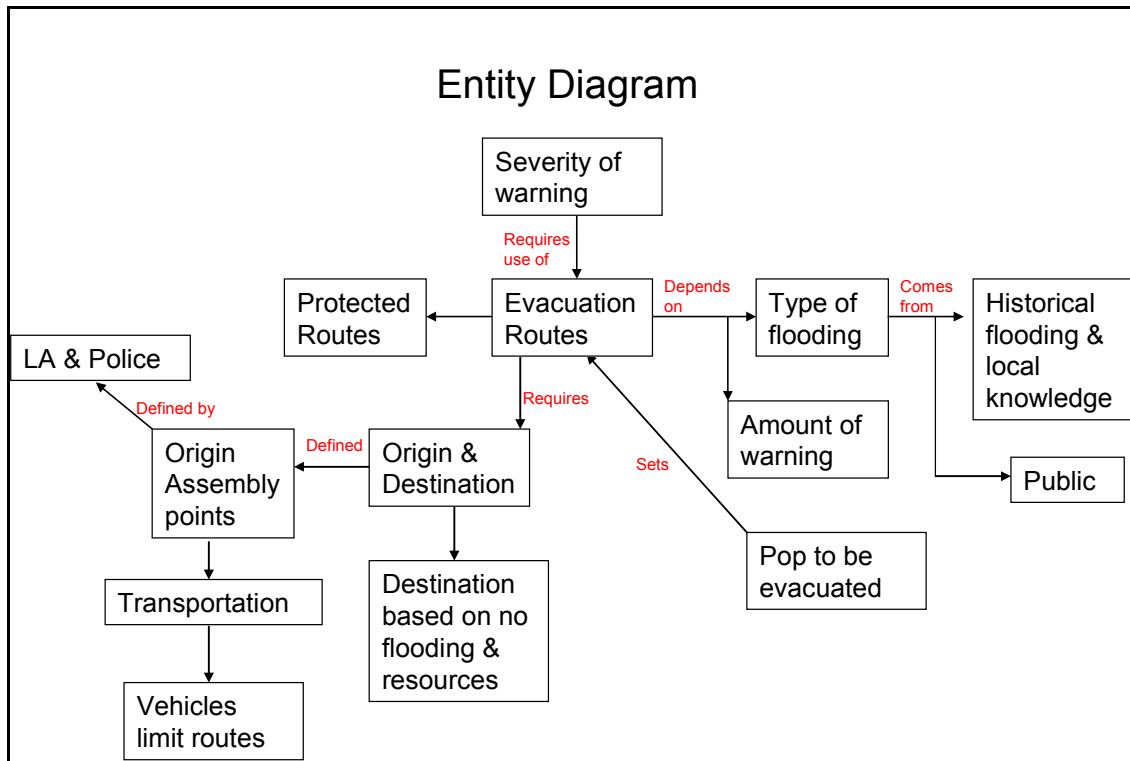 Entity Diagram
Severity of
warning
Requires
use of
Protected
Routes
Evacuation
Routes
Depends
on
Type of
flooding
Comes
from
Historical
flooding &
local
knowledge
LA & Police
Defined by
Requires
Amount of
warning
Origin
Assembly
points
Defined
Origin &
Destination
Sets
Public
Transportation
Destination
based on no
flooding &
resources
Pop to be
evacuated
Vehicles
limit routes